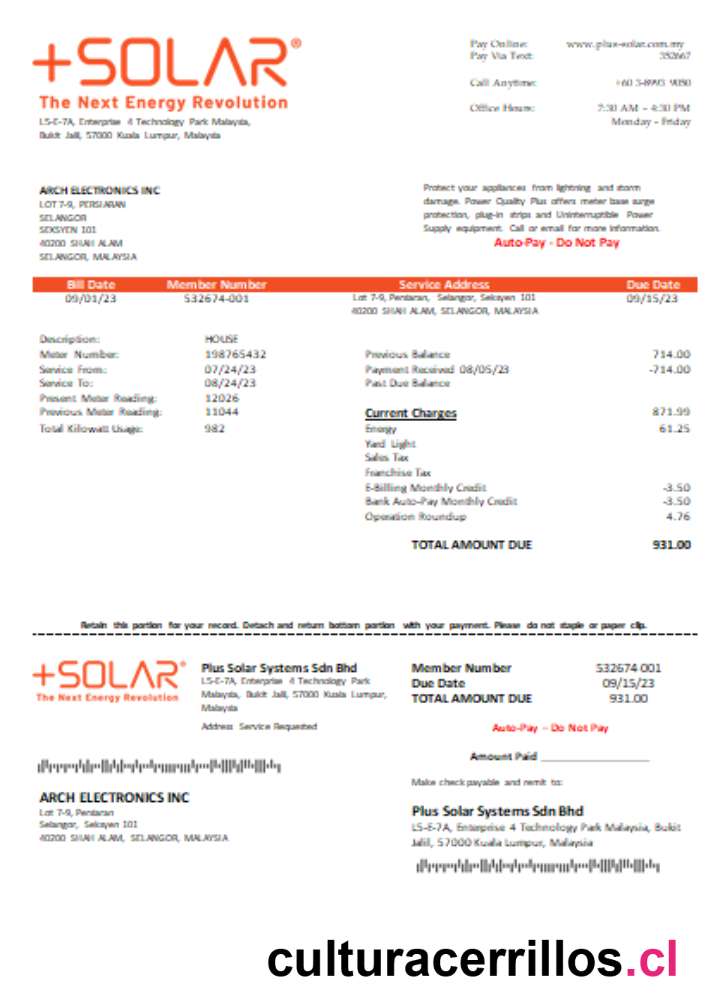 +SOLAR®
The Next Energy Revolution
L5-E-7A, Enterprise 4 Technology Park Malaysia,
Bukit Jalil, 57000 Kuala Lumpur, Malaysia
Pay Online: www.plus-solar.com.my
Pay Via Text: 352667
Call Anytime: +60 3-8993 9050
Office Hours: 7:30 AM – 4:30 PM
Monday – Friday
ARCH ELECTRONICS INC
LOT 7-9, PERSIARAN
SELANGOR
SEKSYEN 101
40200 SHAH ALAM
SELANGOR, MALAYSIA
Protect your appliances from lightning and storm
damage. Power Quality Plus offers meter base surge
protection, plug-in strips and Uninterruptible Power
Supply equipment. Call or email for more information.
Auto-Pay - Do Not Pay
Bill Date Member Number Service Address Due Date
09/01/23 532674-001 Lot 7-9, Persiaran, Selangor, Seksyen 101 09/15/23
40200 SHAH ALAM, SELANGOR, MALAYSIA
Description: HOUSE
Meter Number: 198765432
Service From: 07/24/23
Service To: 08/24/23
Present Meter Reading: 12026
Previous Meter Reading: 11044
Total Kilowatt Usage: 982
Previous Balance 714.00
Payment Received 08/05/23 -714.00
Past Due Balance
Current Charges 871.99
Energy 61.25
Yard Light
Sales Tax
Franchise Tax
E-Billing Monthly Credit -3.50
Bank Auto-Pay Monthly Credit -3.50
Operation Roundup 4.76
TOTAL AMOUNT DUE 931.00
Retain this portion for your record. Detach and return bottom portion with your payment. Please do not staple or paper clip.
+SOLAR®
The Next Energy Revolution
Plus Solar Systems Sdn Bhd
L5-E-7A, Enterprise 4 Technology Park
Malaysia, Bukit Jalil, 57000 Kuala Lumpur,
Malaysia
Address Service Requested
Member Number 532674-001
Due Date 09/15/23
TOTAL AMOUNT DUE 931.00
Auto-Pay – Do Not Pay
Amount Paid
ARCH ELECTRONICS INC
Lot 7-9, Persiaran
Selangor, Seksyen 101
40200 SHAH ALAM, SELANGOR, MALAYSIA
Make check payable and remit to:
Plus Solar Systems Sdn Bhd
L5-E-7A, Enterprise 4 Technology Park Malaysia, Bukit
Jalil, 57000 Kuala Lumpur, Malaysia
culturacerrillos.cl